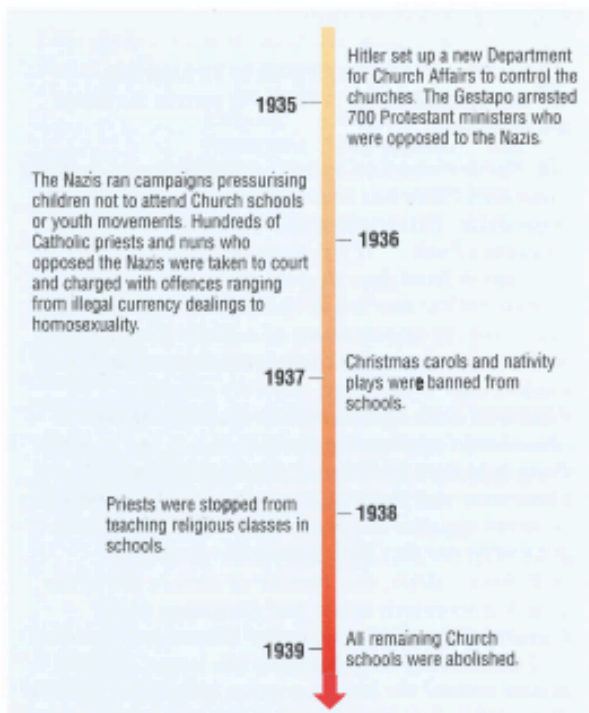 Hitler set up a new Department
for Church Affairs to control the
1935
churches. The Gestapo arrested
700 Protestant ministers who
were opposed to the Nazis.
The Nazis ran campaigns pressurising
children not to attend Church schools
or youth movements. Hundreds of
Catholic priests and nuns who
1936
opposed the Nazis were taken to court
and charged with offences ranging
from illegal currency dealings to
homosexuality.
1937
Christmas carols and nativity
plays were banned from
schools.
Priests were stopped from
teaching religious classes in
schools.
1938
1939
All remaining Church
schools were abolished.